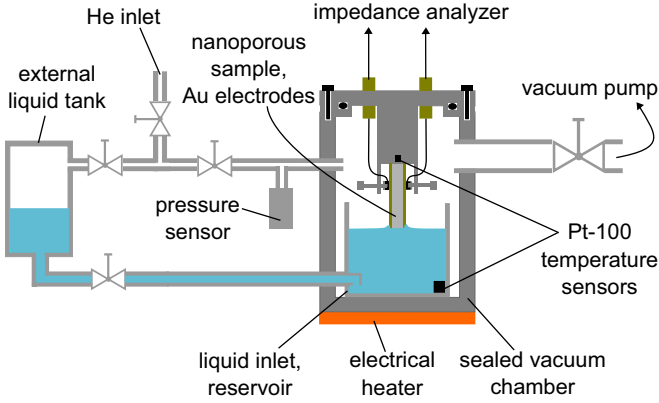 impedance analyzer
He inlet
nanoporous
sample,
Au electrodes
external
liquid tank
vacuum pump
pressure
sensor
Pt-100
temperature
sensors
liquid inlet,
reservoir
electrical
heater
sealed vacuum
chamber